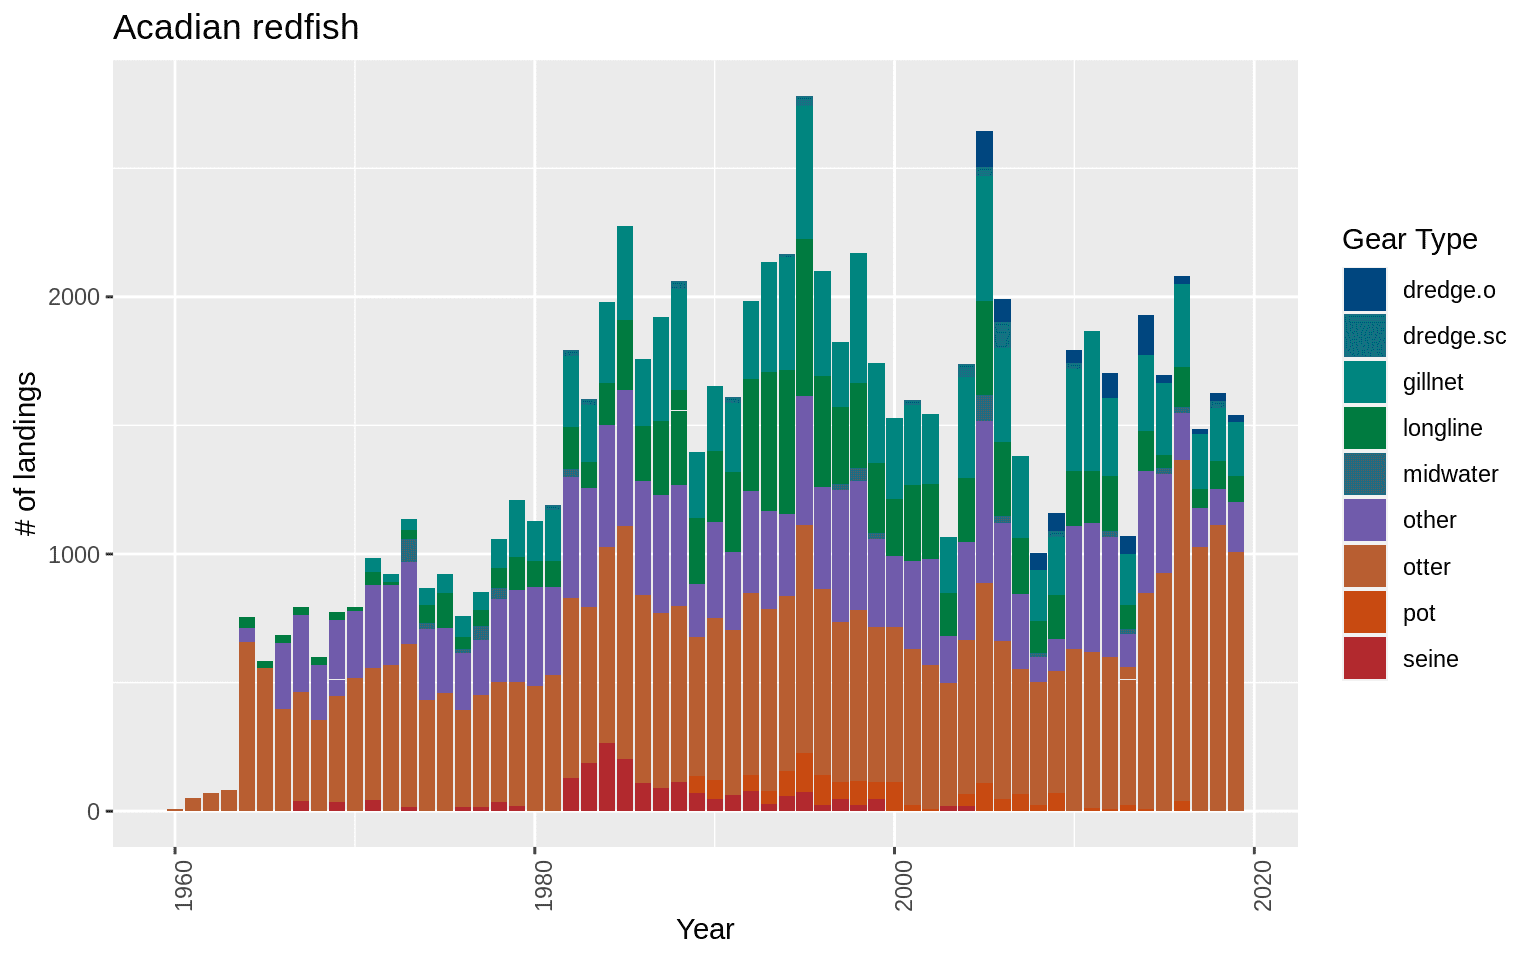 Acadian redfish
# of landings
2000
1000
0
1960
1980
2000
2020
Year
Gear Type
dredge.o
dredge.sc
gillnet
longline
midwater
other
otter
pot
seine